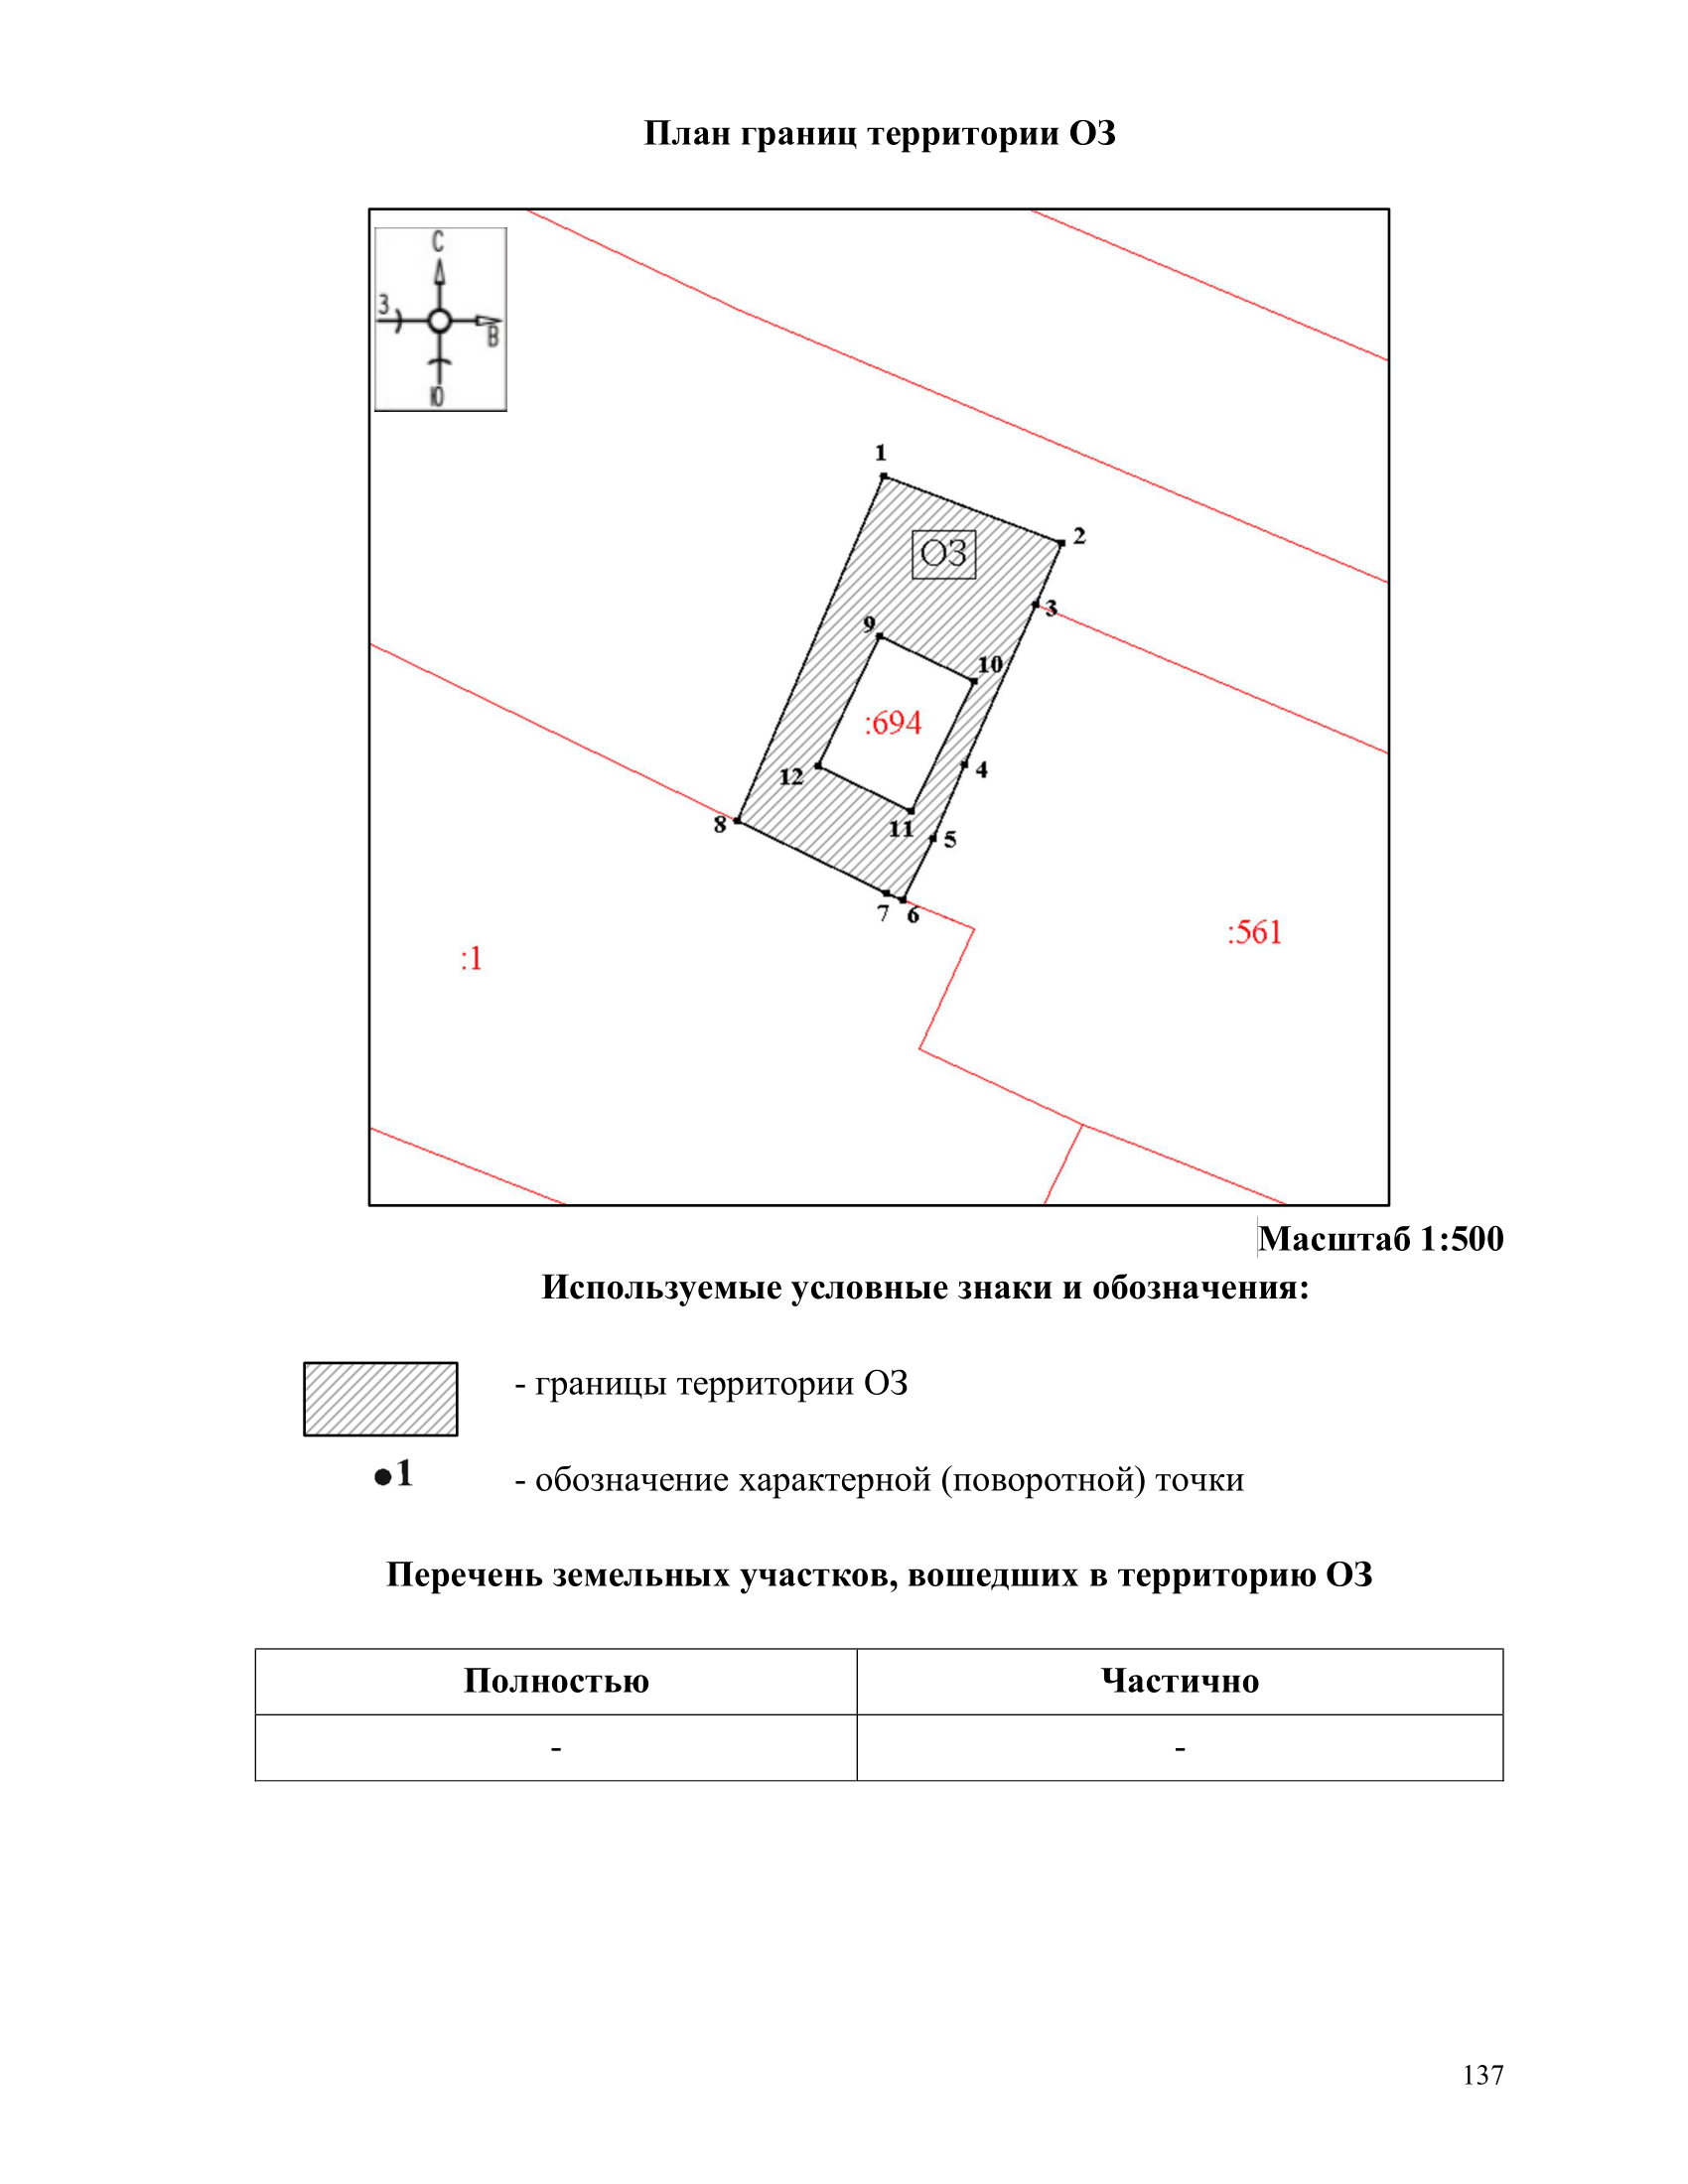 План границ территории ОЗ
С
З
В
Ю
1
2
ОЗ
3
9
10
:694
12
4
8
11
5
7
6
:561
:1
Масштаб 1:500
Используемые условные знаки и обозначения:
- границы территории ОЗ
1
- обозначение характерной (поворотной) точки
Перечень земельных участков, вошедших в территорию ОЗ
Полностью
Частично
-
-
137